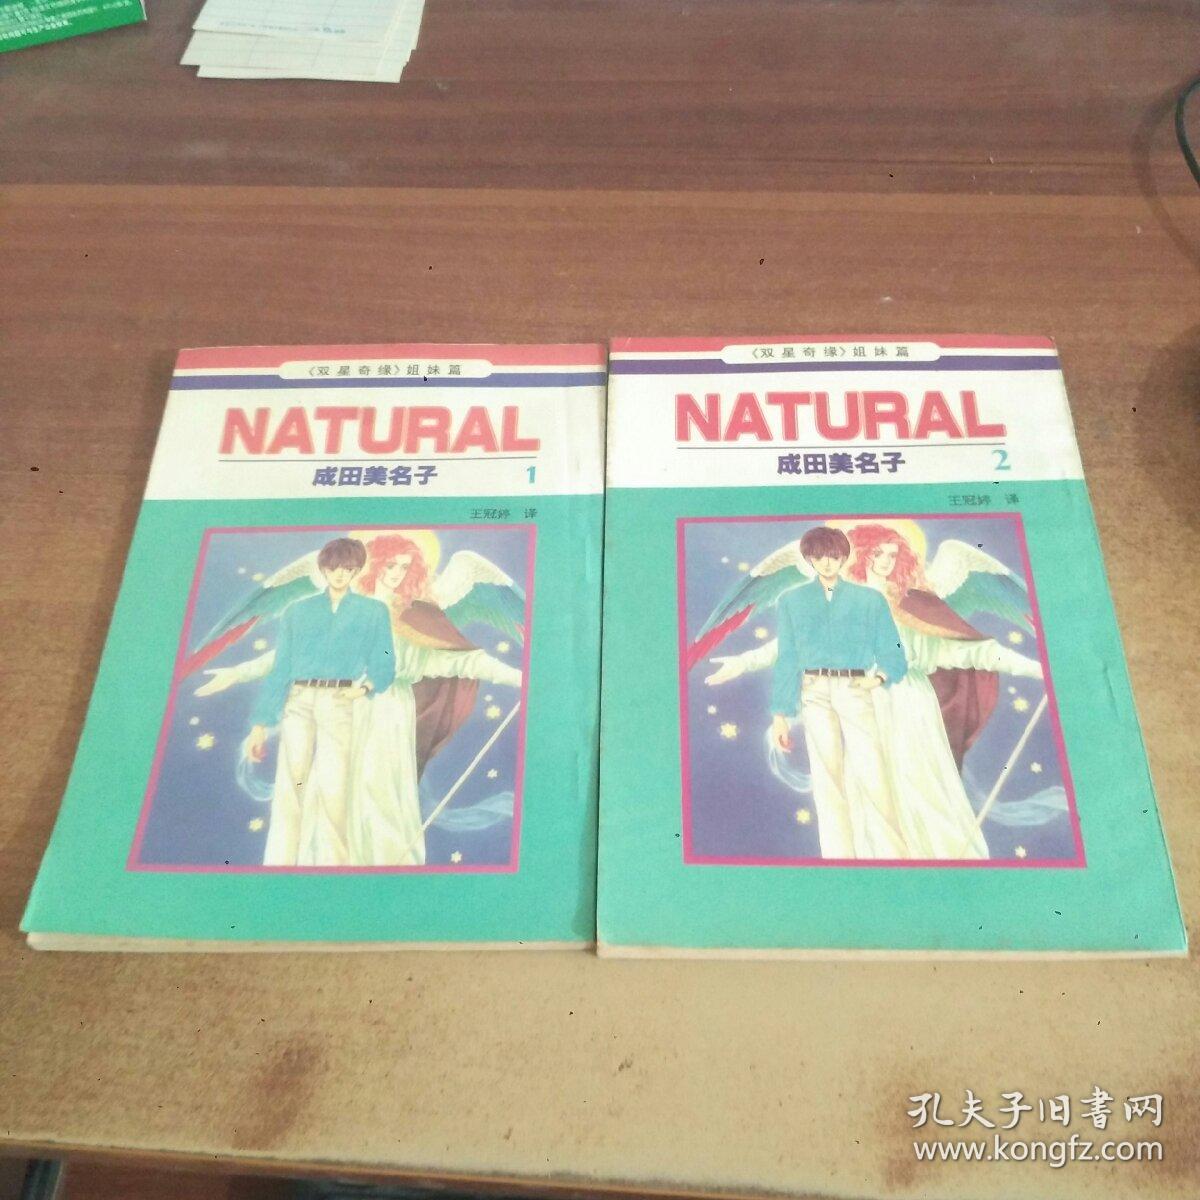 《双星奇缘》姐妹篇
NATURAL
成田美名子 1
王冠婷 译
《双星奇缘》姐妹篇
NATURAL
成田美名子 2
王冠婷 译
孔夫子旧書网
www.kongfz.com